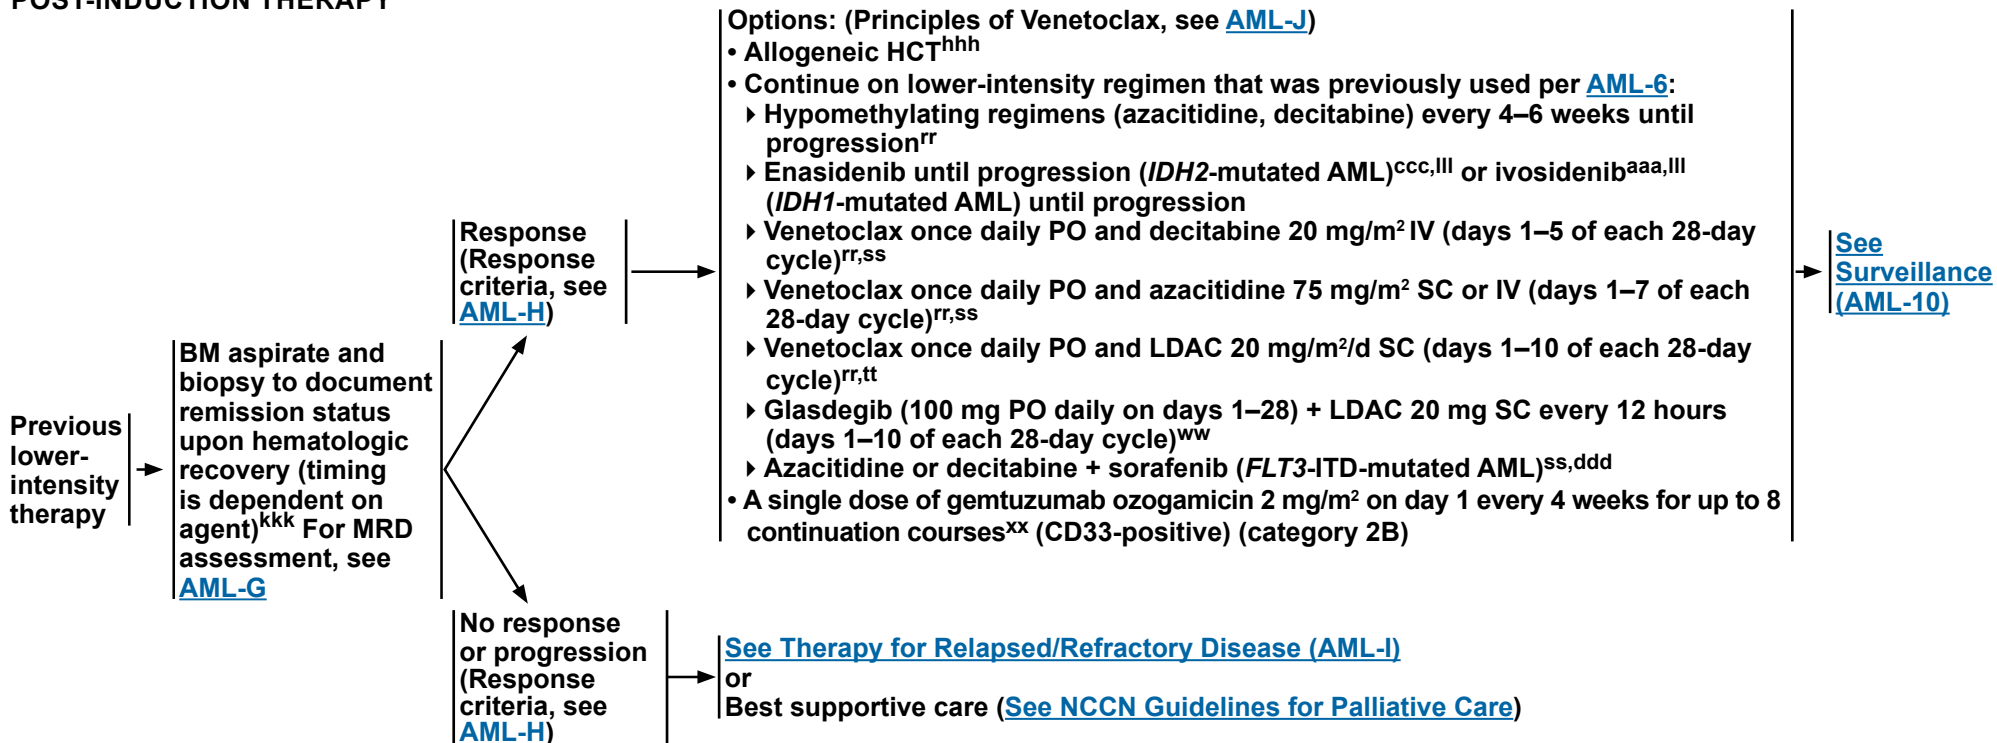 POST-INDUCTION THERAPY
Previous
lower-
intensity
therapy
BM aspirate and
biopsy to document
remission status
upon hematologic
recovery (timing
is dependent on
agent)kkk For MRD
assessment, see
AML-G
Response
(Response
criteria, see
AML-H)
Options: (Principles of Venetoclax, see AML-J)
• Allogeneic HCThhh
• Continue on lower-intensity regimen that was previously used per AML-6:
▸ Hypomethylating regimens (azacitidine, decitabine) every 4–6 weeks until
progressionrr
▸ Enasidenib until progression (IDH2-mutated AML)ccc,lll or ivosidenibaaa,lll
(IDH1-mutated AML) until progression
▸ Venetoclax once daily PO and decitabine 20 mg/m² IV (days 1–5 of each 28-day
cycle)rr,ss
▸ Venetoclax once daily PO and azacitidine 75 mg/m² SC or IV (days 1–7 of each
28-day cycle)rr,ss
▸ Venetoclax once daily PO and LDAC 20 mg/m²/d SC (days 1–10 of each 28-day
cycle)rr,tt
▸ Glasdegib (100 mg PO daily on days 1–28) + LDAC 20 mg SC every 12 hours
(days 1–10 of each 28-day cycle)ww
▸ Azacitidine or decitabine + sorafenib (FLT3-ITD-mutated AML)ss,ddd
• A single dose of gemtuzumab ozogamicin 2 mg/m² on day 1 every 4 weeks for up to 8
continuation coursesxx (CD33-positive) (category 2B)
See
Surveillance
(AML-10)
No response
or progression
(Response
criteria, see
AML-H)
See Therapy for Relapsed/Refractory Disease (AML-I)
or
Best supportive care (See NCCN Guidelines for Palliative Care)